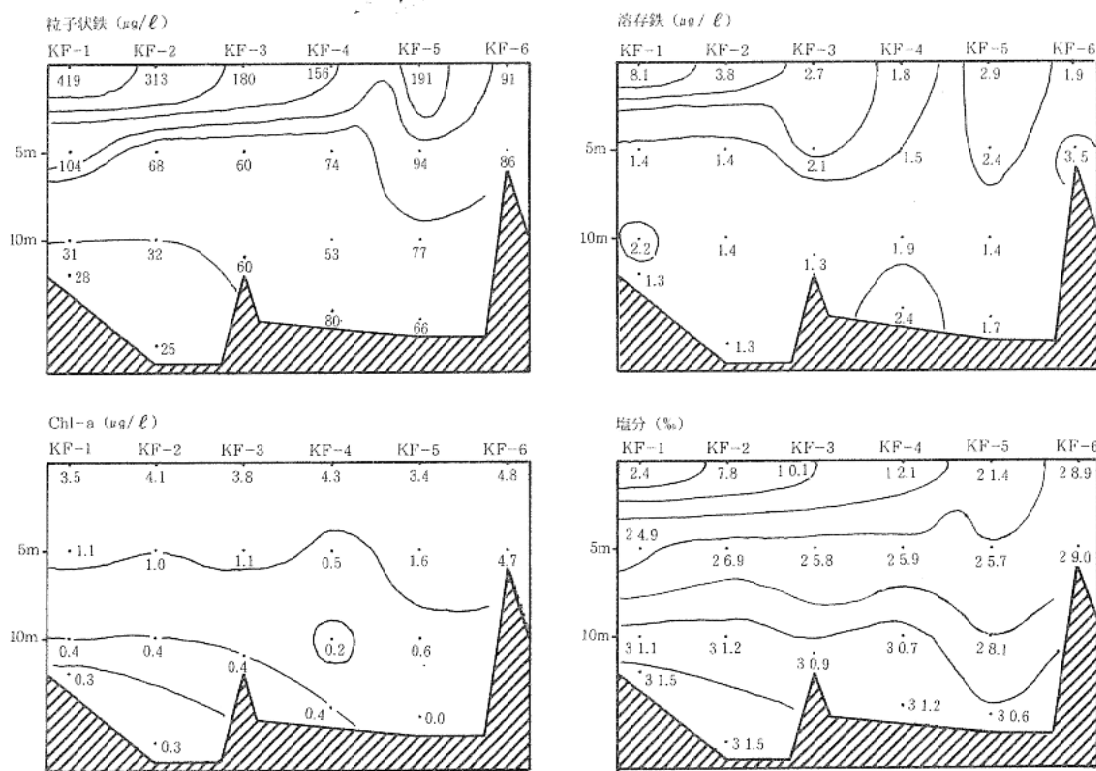 粒子状鉄 (μg/ℓ)
KF-1 KF-2 KF-3 KF-4 KF-5 KF-6
419 313 180 156 191 91
5m
104 68 60 74 94 86
10m
31 32 60 53 77
28 80 66
25
溶存鉄 (μg/ℓ)
KF-1 KF-2 KF-3 KF-4 KF-5 KF-6
8.1 3.8 2.7 1.8 2.9 1.9
5m
1.4 1.4 2.1 1.5 2.4 3.5
10m
2.2 1.4 1.3 1.9 1.4
1.3 2.4 1.7
1.3
Chl-a (μg/ℓ)
KF-1 KF-2 KF-3 KF-4 KF-5 KF-6
3.5 4.1 3.8 4.3 3.4 4.8
5m
1.1 1.0 1.1 0.5 1.6 4.7
10m
0.4 0.4 0.4 0.2 0.6
0.3 0.4 0.0
0.3
塩分 (‰)
KF-1 KF-2 KF-3 KF-4 KF-5 KF-6
2.4 7.8 10.1 12.1 21.4 28.9
5m
24.9 26.9 25.8 25.9 25.7 29.0
10m
31.1 31.2 30.9 30.7 28.1
31.5 31.2 30.6
31.5